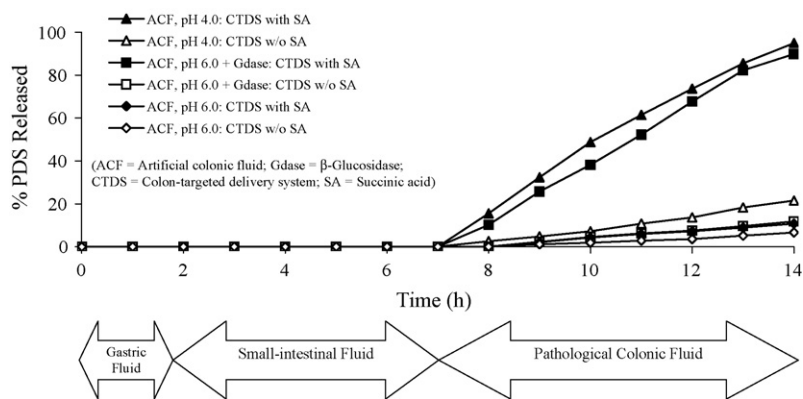 ACF, pH 4.0: CTDS with SA
ACF, pH 4.0: CTDS w/o SA
ACF, pH 6.0 + Gdase: CTDS with SA
ACF, pH 6.0 + Gdase: CTDS w/o SA
ACF, pH 6.0: CTDS with SA
ACF, pH 6.0: CTDS w/o SA
(ACF = Artificial colonic fluid; Gdase = β-Glucosidase;
CTDS = Colon-targeted delivery system; SA = Succinic acid)
% PDS Released
100
80
60
40
20
0
0 2 4 6 8 10 12 14
Time (h)
Gastric
Fluid
Small-intestinal Fluid
Pathological Colonic Fluid